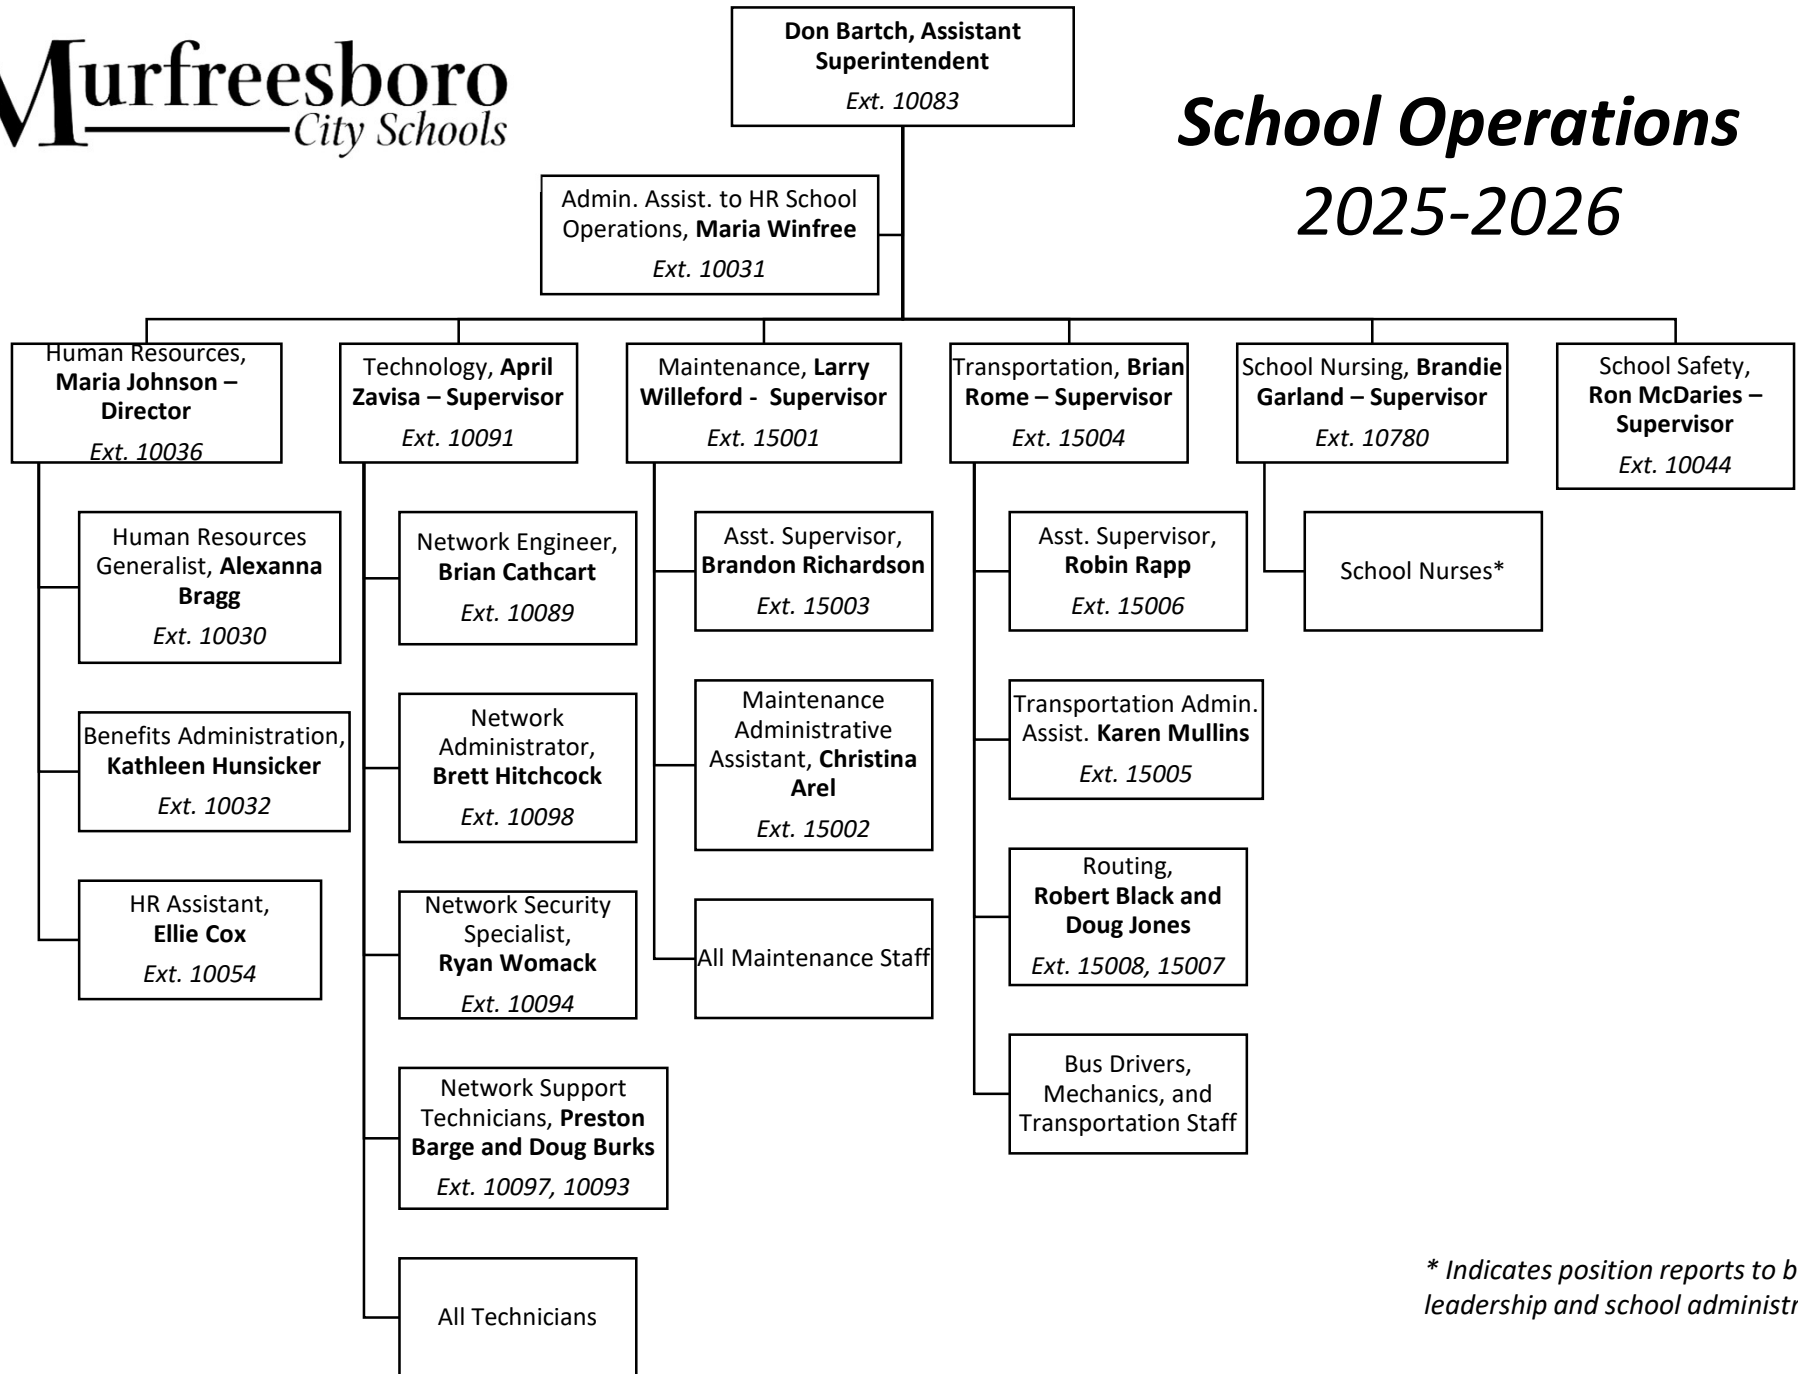 Murfreesboro
City Schools
Don Bartch, Assistant
Superintendent
Ext. 10083
School Operations
2025-2026
Admin. Assist. to HR School
Operations, Maria Winfree
Ext. 10031
Human Resources,
Maria Johnson –
Director
Ext. 10036
Technology, April
Zavisa – Supervisor
Ext. 10091
Maintenance, Larry
Willeford - Supervisor
Ext. 15001
Transportation, Brian
Rome – Supervisor
Ext. 15004
School Nursing, Brandie
Garland – Supervisor
Ext. 10780
School Safety,
Ron McDaries –
Supervisor
Ext. 10044
Human Resources
Generalist, Alexanna
Bragg
Ext. 10030
Benefits Administration,
Kathleen Hunsicker
Ext. 10032
HR Assistant,
Ellie Cox
Ext. 10054
Network Engineer,
Brian Cathcart
Ext. 10089
Network
Administrator,
Brett Hitchcock
Ext. 10098
Network Security
Specialist,
Ryan Womack
Ext. 10094
Network Support
Technicians, Preston
Barge and Doug Burks
Ext. 10097, 10093
All Technicians
Asst. Supervisor,
Brandon Richardson
Ext. 15003
Maintenance
Administrative
Assistant, Christina
Arel
Ext. 15002
All Maintenance Staff
Asst. Supervisor,
Robin Rapp
Ext. 15006
Transportation Admin.
Assist. Karen Mullins
Ext. 15005
Routing,
Robert Black and
Doug Jones
Ext. 15008, 15007
Bus Drivers,
Mechanics, and
Transportation Staff
School Nurses*
* Indicates position reports to
leadership and school